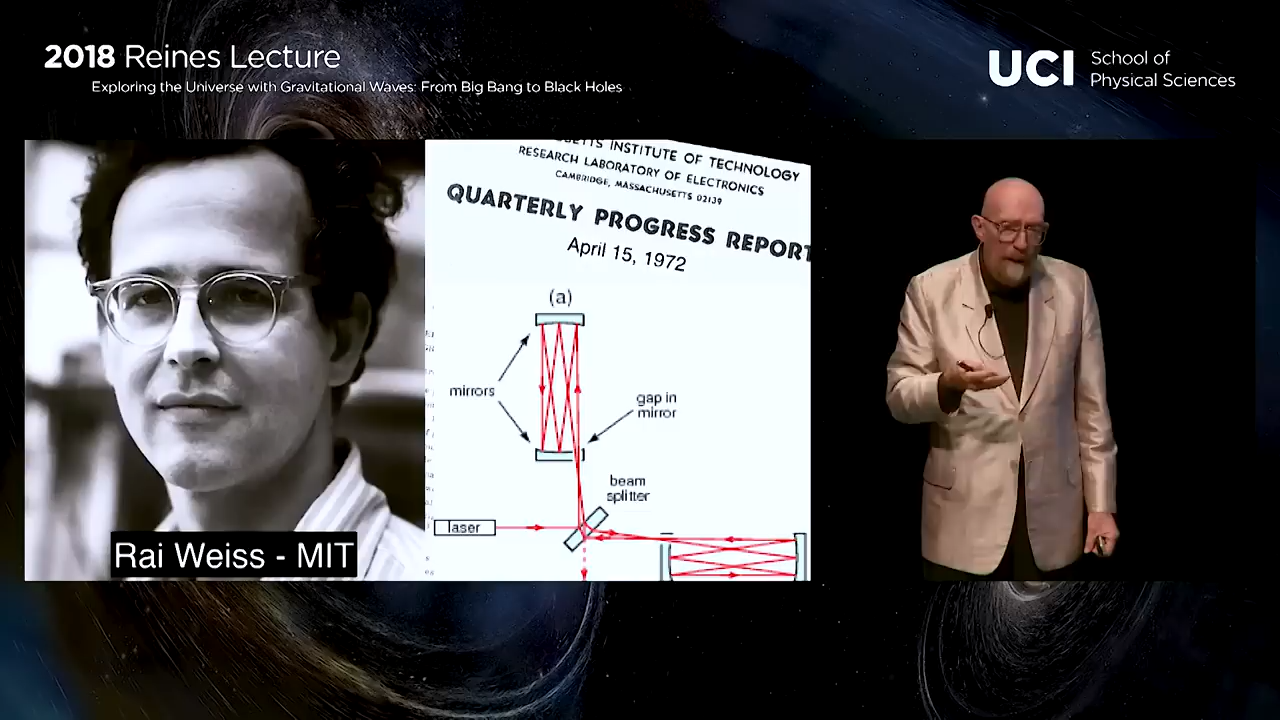 2018 Reines Lecture
Exploring the Universe with Gravitational Waves: From Big Bang to Black Holes
UCI School of
Physical Sciences
INSTITUTE OF TECHNOLOGY
RESEARCH LABORATORY OF ELECTRONICS
CAMBRIDGE, MASSACHUSETTS 02139
QUARTERLY PROGRESS REPORT
April 15, 1972
(a)
mirrors
gap in
mirror
beam
splitter
laser
Rai Weiss - MIT